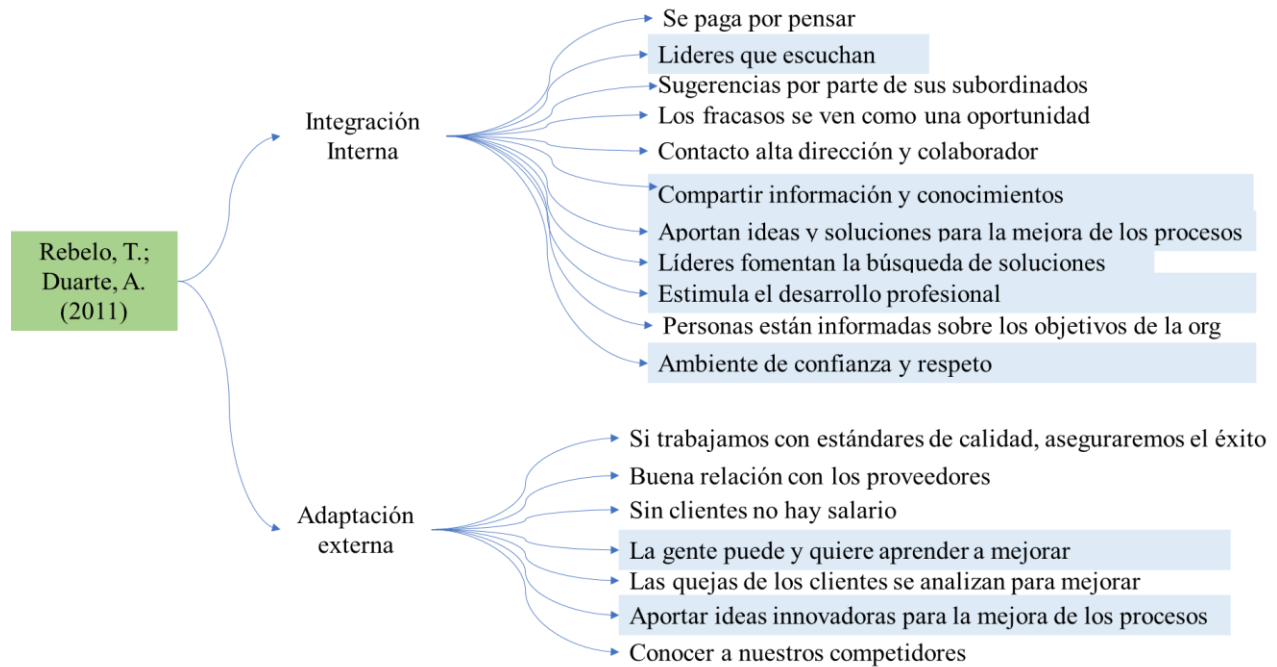 Rebelo, T.;
Duarte, A.
(2011)
Integración
Interna
Se paga por pensar
Lideres que escuchan
Sugerencias por parte de sus subordinados
Los fracasos se ven como una oportunidad
Contacto alta dirección y colaborador
Compartir información y conocimientos
Aportan ideas y soluciones para la mejora de los procesos
Líderes fomentan la búsqueda de soluciones
Estimula el desarrollo profesional
Personas están informadas sobre los objetivos de la org
Ambiente de confianza y respeto
Adaptación
externa
Si trabajamos con estándares de calidad, aseguraremos el éxito
Buena relación con los proveedores
Sin clientes no hay salario
La gente puede y quiere aprender a mejorar
Las quejas de los clientes se analizan para mejorar
Aportar ideas innovadoras para la mejora de los procesos
Conocer a nuestros competidores